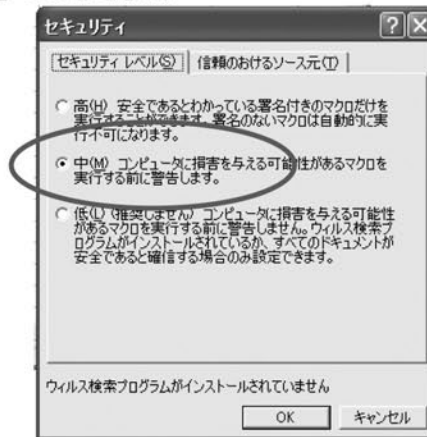 セキュリティ
セキュリティ レベル(S)
信頼のおけるソース元(T)
高(H) 安全であるとわかっている署名付きのマクロだけを
実行することができます。署名のないマクロは自動的に実
行不可になります。
中(M) コンピュータに損害を与える可能性があるマクロを
実行する前に警告します。
低(L) (推奨しません) コンピュータに損害を与える可能性
があるマクロを実行する前に警告しません。ウィルス検索プ
ログラムがインストールされているか、すべてのドキュメントが
安全であると確信する場合のみ設定できます。
ウィルス検索プログラムがインストールされていません
OK
キャンセル